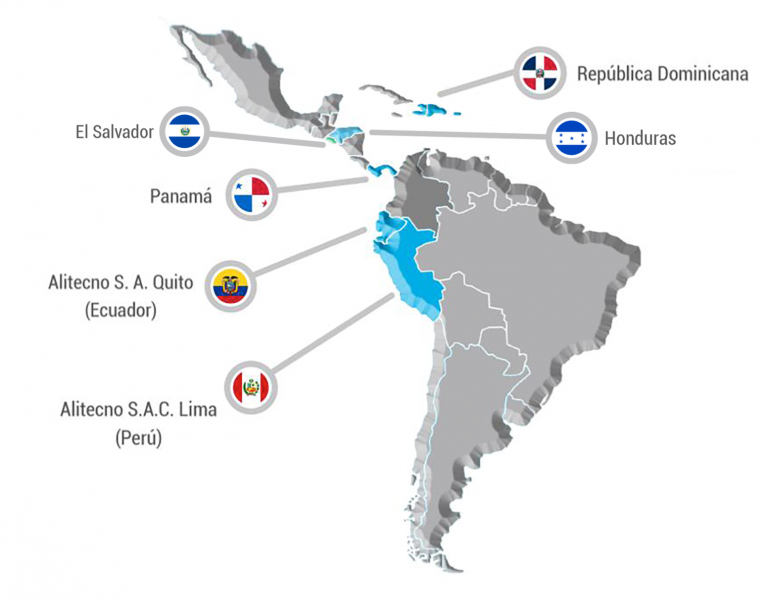 República Dominicana
El Salvador
Honduras
Panamá
Alitecno S. A. Quito
(Ecuador)
Alitecno S.A.C. Lima
(Perú)